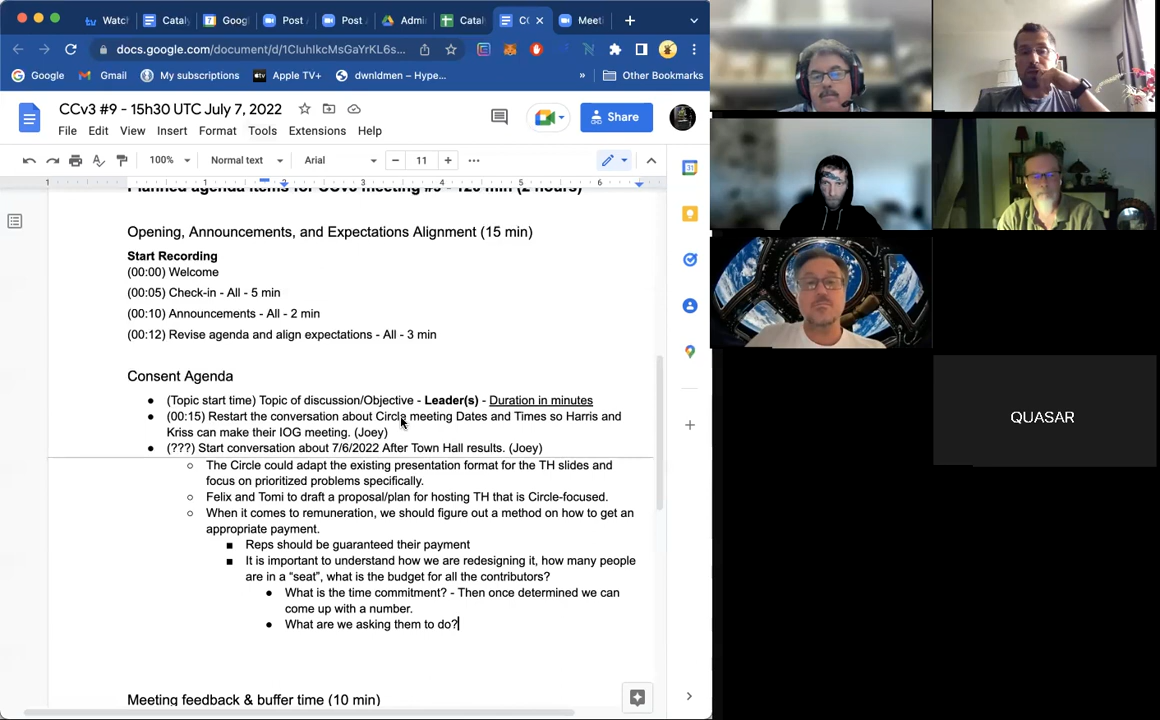 Watch
Cataly
Goog
Post
Post
Admi
Cataly
CC
Meeti
docs.google.com/document/d/1CIuhIkcMsGaYrKL6s...
Google
Gmail
My subscriptions
Apple TV+
dwnldmen – Hype...
»
Other Bookmarks
CCv3 #9 - 15h30 UTC July 7, 2022
Share
File Edit View Insert Format Tools Extensions Help
100% Normal text Arial 11
1 1 2 3 4 5 6
Planned agenda items for CCv3 meeting #9 - 120 min (2 hours)
Opening, Announcements, and Expectations Alignment (15 min)
Start Recording
(00:00) Welcome
(00:05) Check-in - All - 5 min
(00:10) Announcements - All - 2 min
(00:12) Revise agenda and align expectations - All - 3 min
Consent Agenda
(Topic start time) Topic of discussion/Objective - Leader(s) - Duration in minutes
(00:15) Restart the conversation about Circle meeting Dates and Times so Harris and
Kriss can make their IOG meeting. (Joey)
(???) Start conversation about 7/6/2022 After Town Hall results. (Joey)
The Circle could adapt the existing presentation format for the TH slides and
focus on prioritized problems specifically.
Felix and Tomi to draft a proposal/plan for hosting TH that is Circle-focused.
When it comes to remuneration, we should figure out a method on how to get an
appropriate payment.
Reps should be guaranteed their payment
It is important to understand how we are redesigning it, how many people
are in a “seat”, what is the budget for all the contributors?
What is the time commitment? - Then once determined we can
come up with a number.
What are we asking them to do?
Meeting feedback & buffer time (10 min)
QUASAR